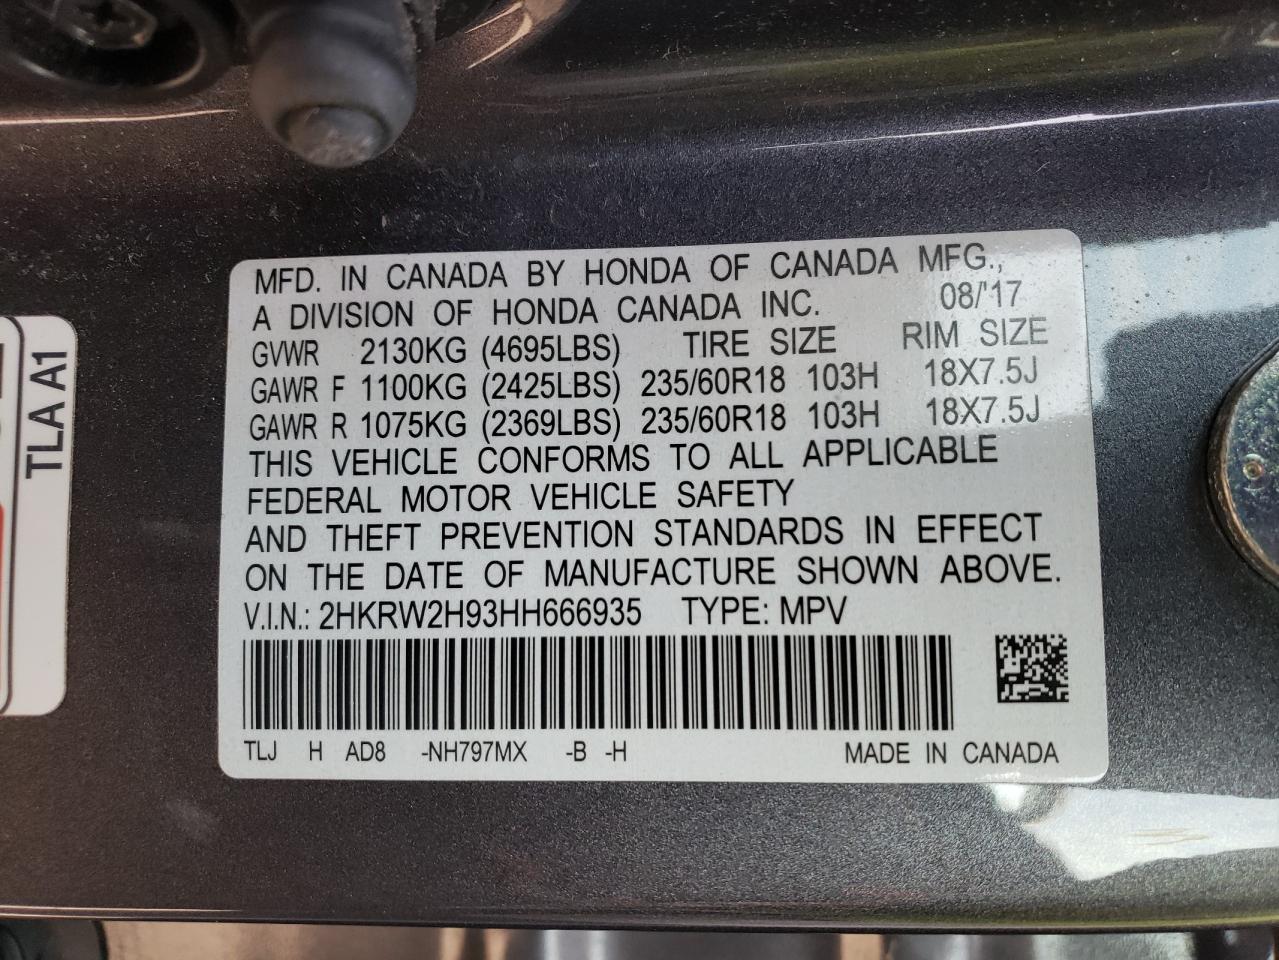 MFD. IN CANADA BY HONDA OF CANADA MFG.,
A DIVISION OF HONDA CANADA INC. 08/'17
GVWR 2130KG (4695LBS) TIRE SIZE RIM SIZE
GAWR F 1100KG (2425LBS) 235/60R18 103H 18X7.5J
GAWR R 1075KG (2369LBS) 235/60R18 103H 18X7.5J
THIS VEHICLE CONFORMS TO ALL APPLICABLE
FEDERAL MOTOR VEHICLE SAFETY
AND THEFT PREVENTION STANDARDS IN EFFECT
ON THE DATE OF MANUFACTURE SHOWN ABOVE.
V.I.N.: 2HKRW2H93HH666935 TYPE: MPV
TLJ H AD8 -NH797MX -B -H MADE IN CANADA
TLA A1